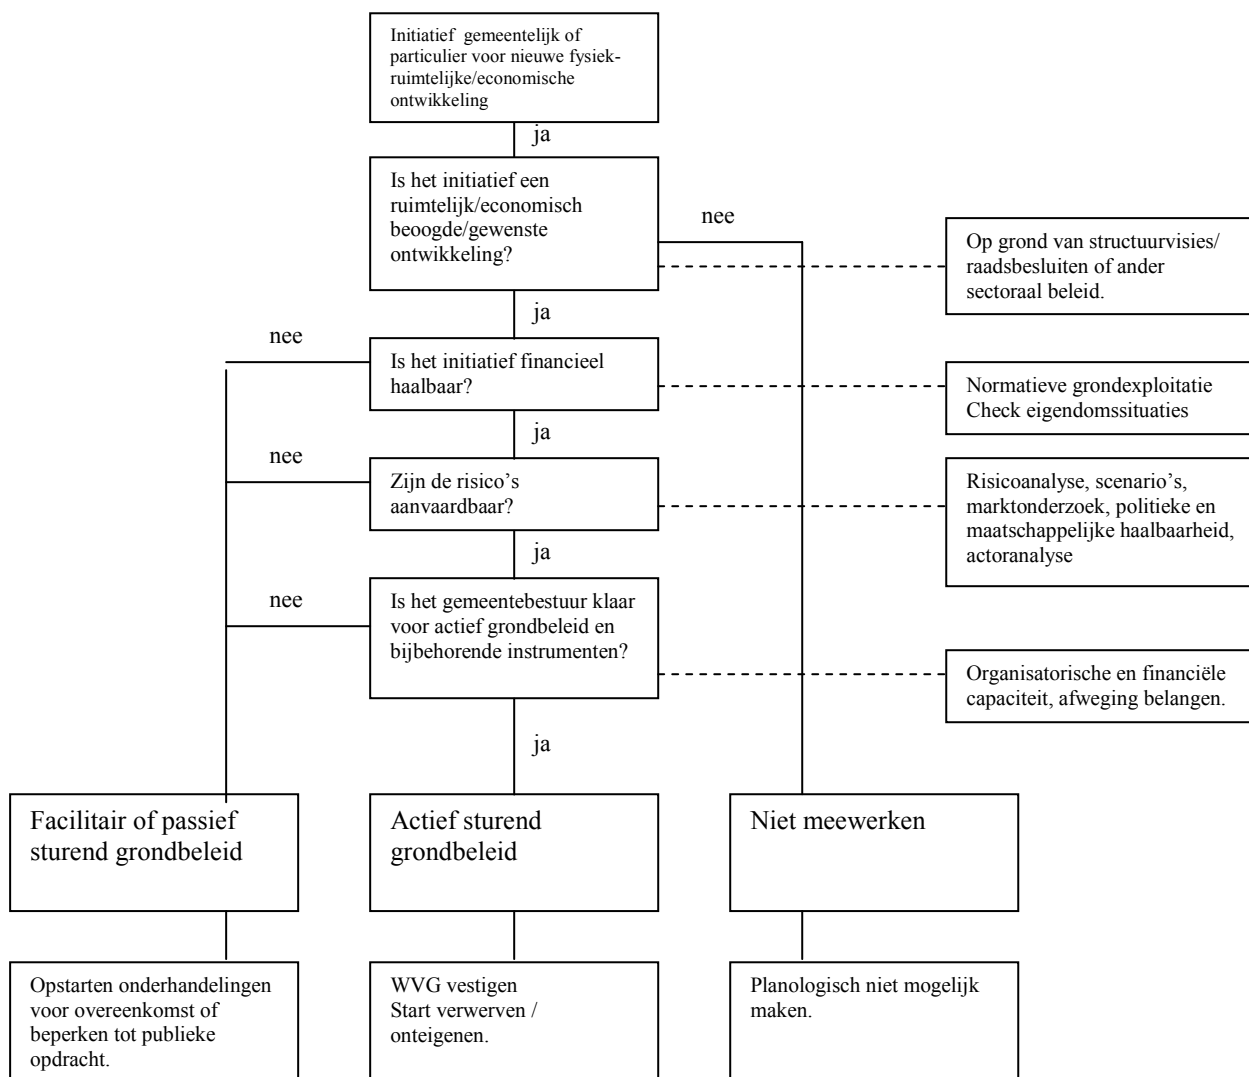 Initiatief  gemeentelijk of
particulier voor nieuwe fysiek-
ruimtelijke/economische
ontwikkeling
ja
Is het initiatief een
ruimtelijk/economisch
beoogde/gewenste
ontwikkeling?
nee
Op grond van structuurvisies/
raadsbesluiten of ander
sectoraal beleid.
ja
nee
Is het initiatief financieel
haalbaar?
Normatieve grondexploitatie
Check eigendomssituaties
ja
nee
Zijn de risico’s
aanvaardbaar?
Risicoanalyse, scenario’s,
marktonderzoek, politieke en
maatschappelijke haalbaarheid,
actoranalyse
ja
nee
Is het gemeentebestuur klaar
voor actief grondbeleid en
bijbehorende instrumenten?
Organisatorische en financiële
capaciteit, afweging belangen.
ja
Facilitair of passief
sturend grondbeleid
Actief sturend
grondbeleid
Niet meewerken
Opstarten onderhandelingen
voor overeenkomst of
beperken tot publieke
opdracht.
WVG vestigen
Start verwerven /
onteigenen.
Planologisch niet mogelijk
maken.